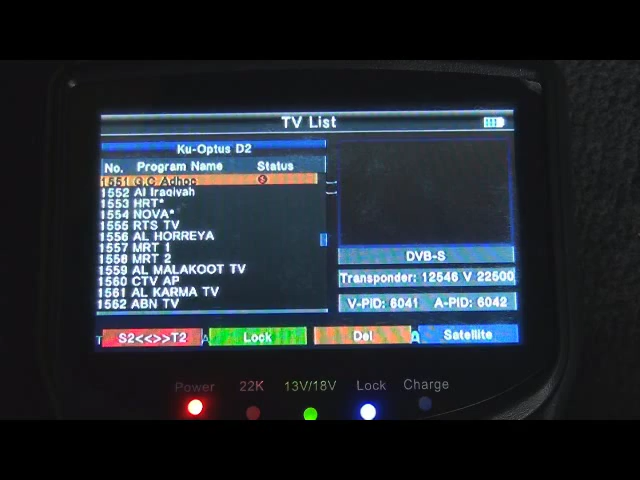 TV List
Ku-Optus D2
No. Program Name Status
1551 G.C Adhoc S
1552 Al Iraqiyah
1553 HRT*
1554 NOVA*
1555 RTS TV
1556 AL HORREYA
1557 MRT 1
1558 MRT 2
1559 AL MALAKOOT TV
1560 CTV AP
1561 AL KARMA TV
1562 ABN TV
DVB-S
Transponder: 12546 V 22500
V-PID: 6041 A-PID: 6042
S2<<>>T2 Lock Del Satellite
Power 22K 13V/18V Lock Charge